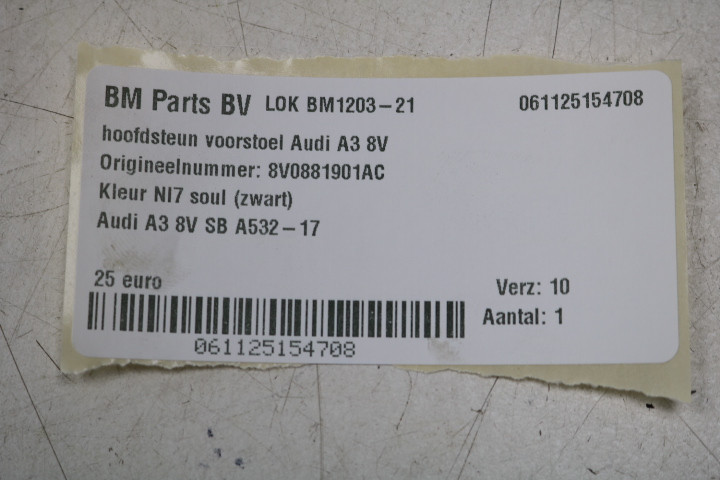 BM Parts BV LOK BM1203-21 061125154708
hoofdsteun voorstoel Audi A3 8V
Origineelnummer: 8V0881901AC
Kleur NI7 soul (zwart)
Audi A3 8V SB A532-17
25 euro Verz: 10
Aantal: 1
061125154708